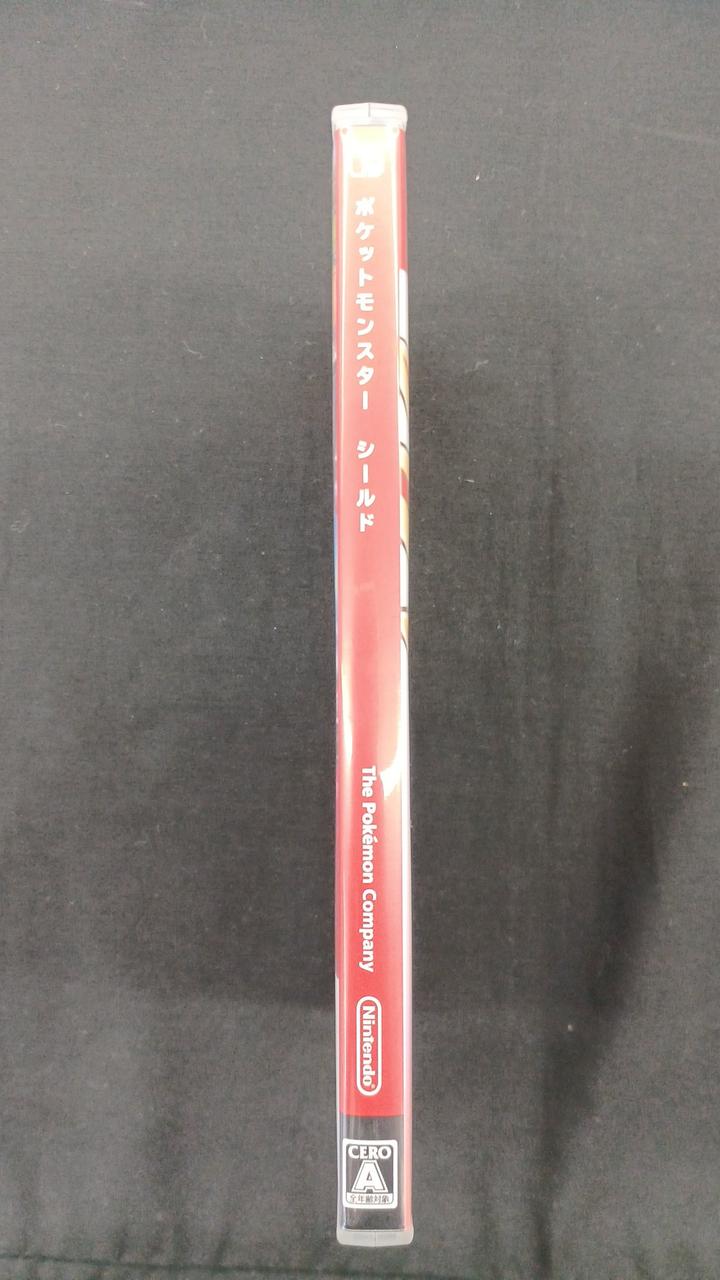 ポケットモンスター シールド
The Pokémon Company
Nintendo
CERO
A
全年齢対象